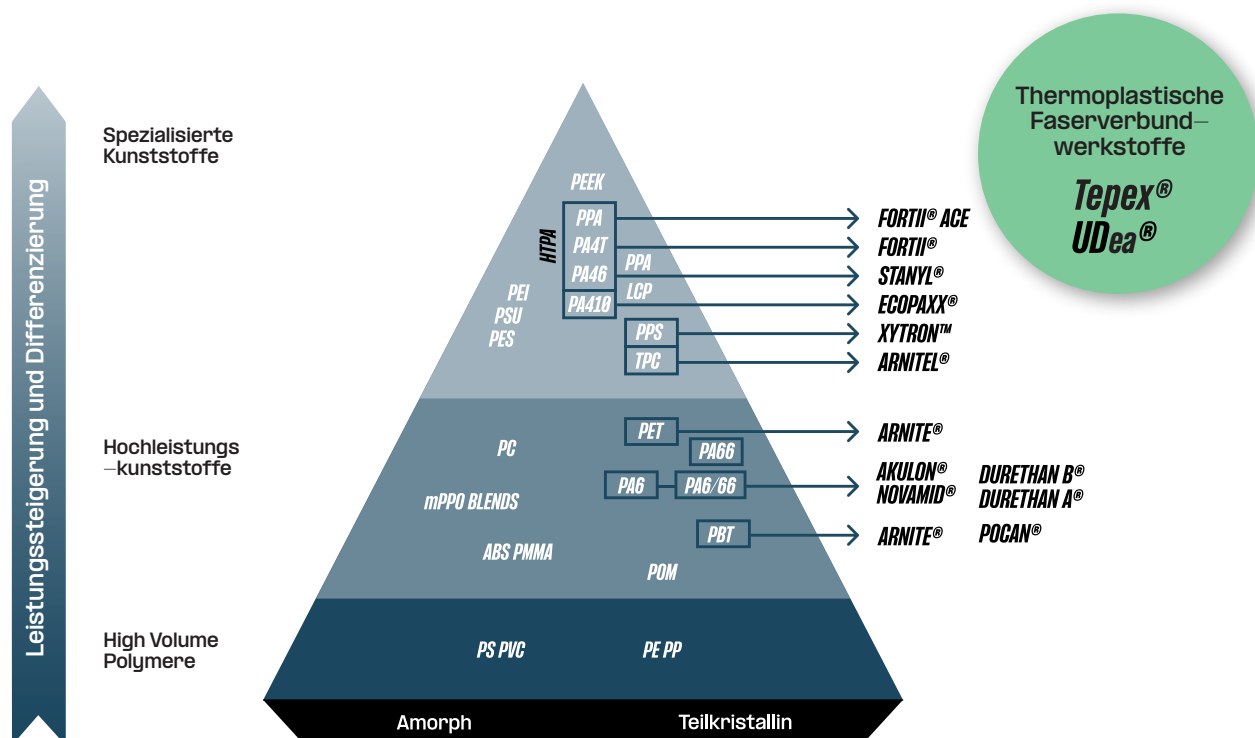 Thermoplastische
Faserverbund–
werkstoffe
Tepex®
UDea®
Leistungssteigerung und Differenzierung
Spezialisierte
Kunststoffe
PEEK
HTPA
PPA
FORTII® ACE
PA4T
FORTII®
PPA
PA46
STANYL®
LCP
PA410
ECOPAXX®
PEI
PSU
PES
PPS
XYTRON™
TPC
ARNITEL®
Hochleistungs
–kunststoffe
PET
ARNITE®
PC
PA66
PA6
PA6/66
AKULON®
NOVAMID®
DURETHAN B®
DURETHAN A®
mPPO BLENDS
PBT
ARNITE®
POCAN®
ABS PMMA
POM
High Volume
Polymere
PS PVC
PE PP
Amorph
Teilkristallin